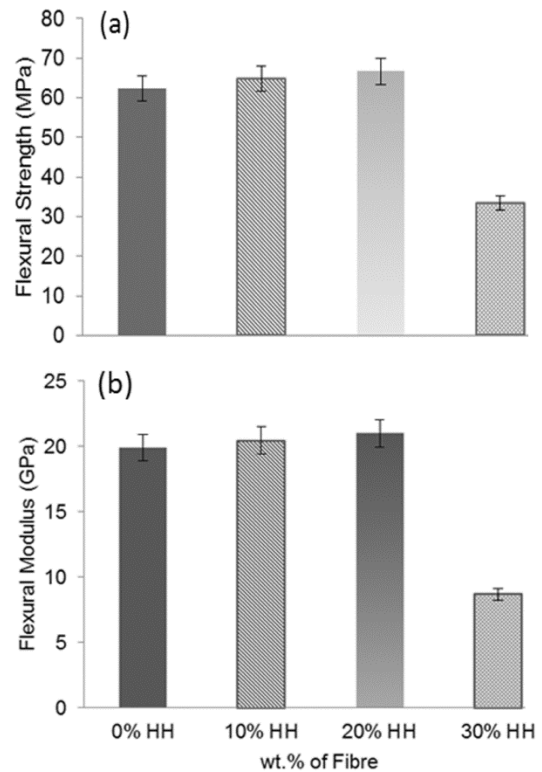 (a)
Flexural Strength (MPa)
80
70
60
50
40
30
20
10
0
(b)
Flexural Modulus (GPa)
25
20
15
10
5
0
0% HH 10% HH 20% HH 30% HH
wt.% of Fibre